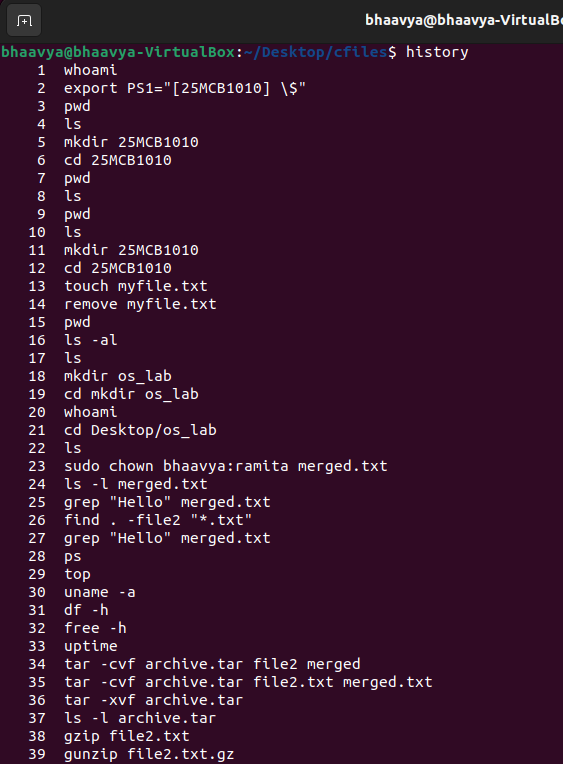 bhaavya@bhaavya-VirtualBo
bhaavya@bhaavya-VirtualBox:~/Desktop/cfiles$ history
1 whoami
2 export PS1="[25MCB1010] \$"
3 pwd
4 ls
5 mkdir 25MCB1010
6 cd 25MCB1010
7 pwd
8 ls
9 pwd
10 ls
11 mkdir 25MCB1010
12 cd 25MCB1010
13 touch myfile.txt
14 remove myfile.txt
15 pwd
16 ls -al
17 ls
18 mkdir os_lab
19 cd mkdir os_lab
20 whoami
21 cd Desktop/os_lab
22 ls
23 sudo chown bhaavya:ramita merged.txt
24 ls -l merged.txt
25 grep "Hello" merged.txt
26 find . -file2 "*.txt"
27 grep "Hello" merged.txt
28 ps
29 top
30 uname -a
31 df -h
32 free -h
33 uptime
34 tar -cvf archive.tar file2 merged
35 tar -cvf archive.tar file2.txt merged.txt
36 tar -xvf archive.tar
37 ls -l archive.tar
38 gzip file2.txt
39 gunzip file2.txt.gz